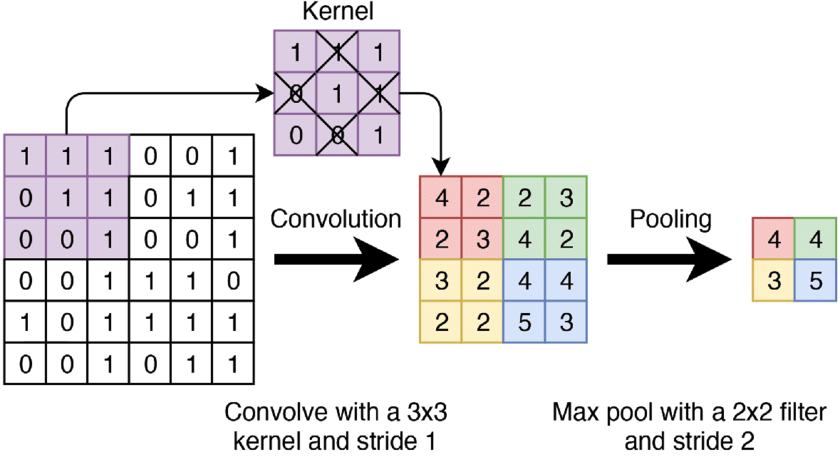 Kernel
1 1 1
0 1 1
0 0 1
1 1 1 0 0 1
0 1 1 0 1 1
0 0 1 0 0 1
0 0 1 1 1 0
1 0 1 1 1 1
0 0 1 0 1 1
Convolution
4 2 2 3
2 3 4 2
3 2 4 4
2 2 5 3
Pooling
4 4
3 5
Convolve with a 3x3
kernel and stride 1
Max pool with a 2x2 filter
and stride 2